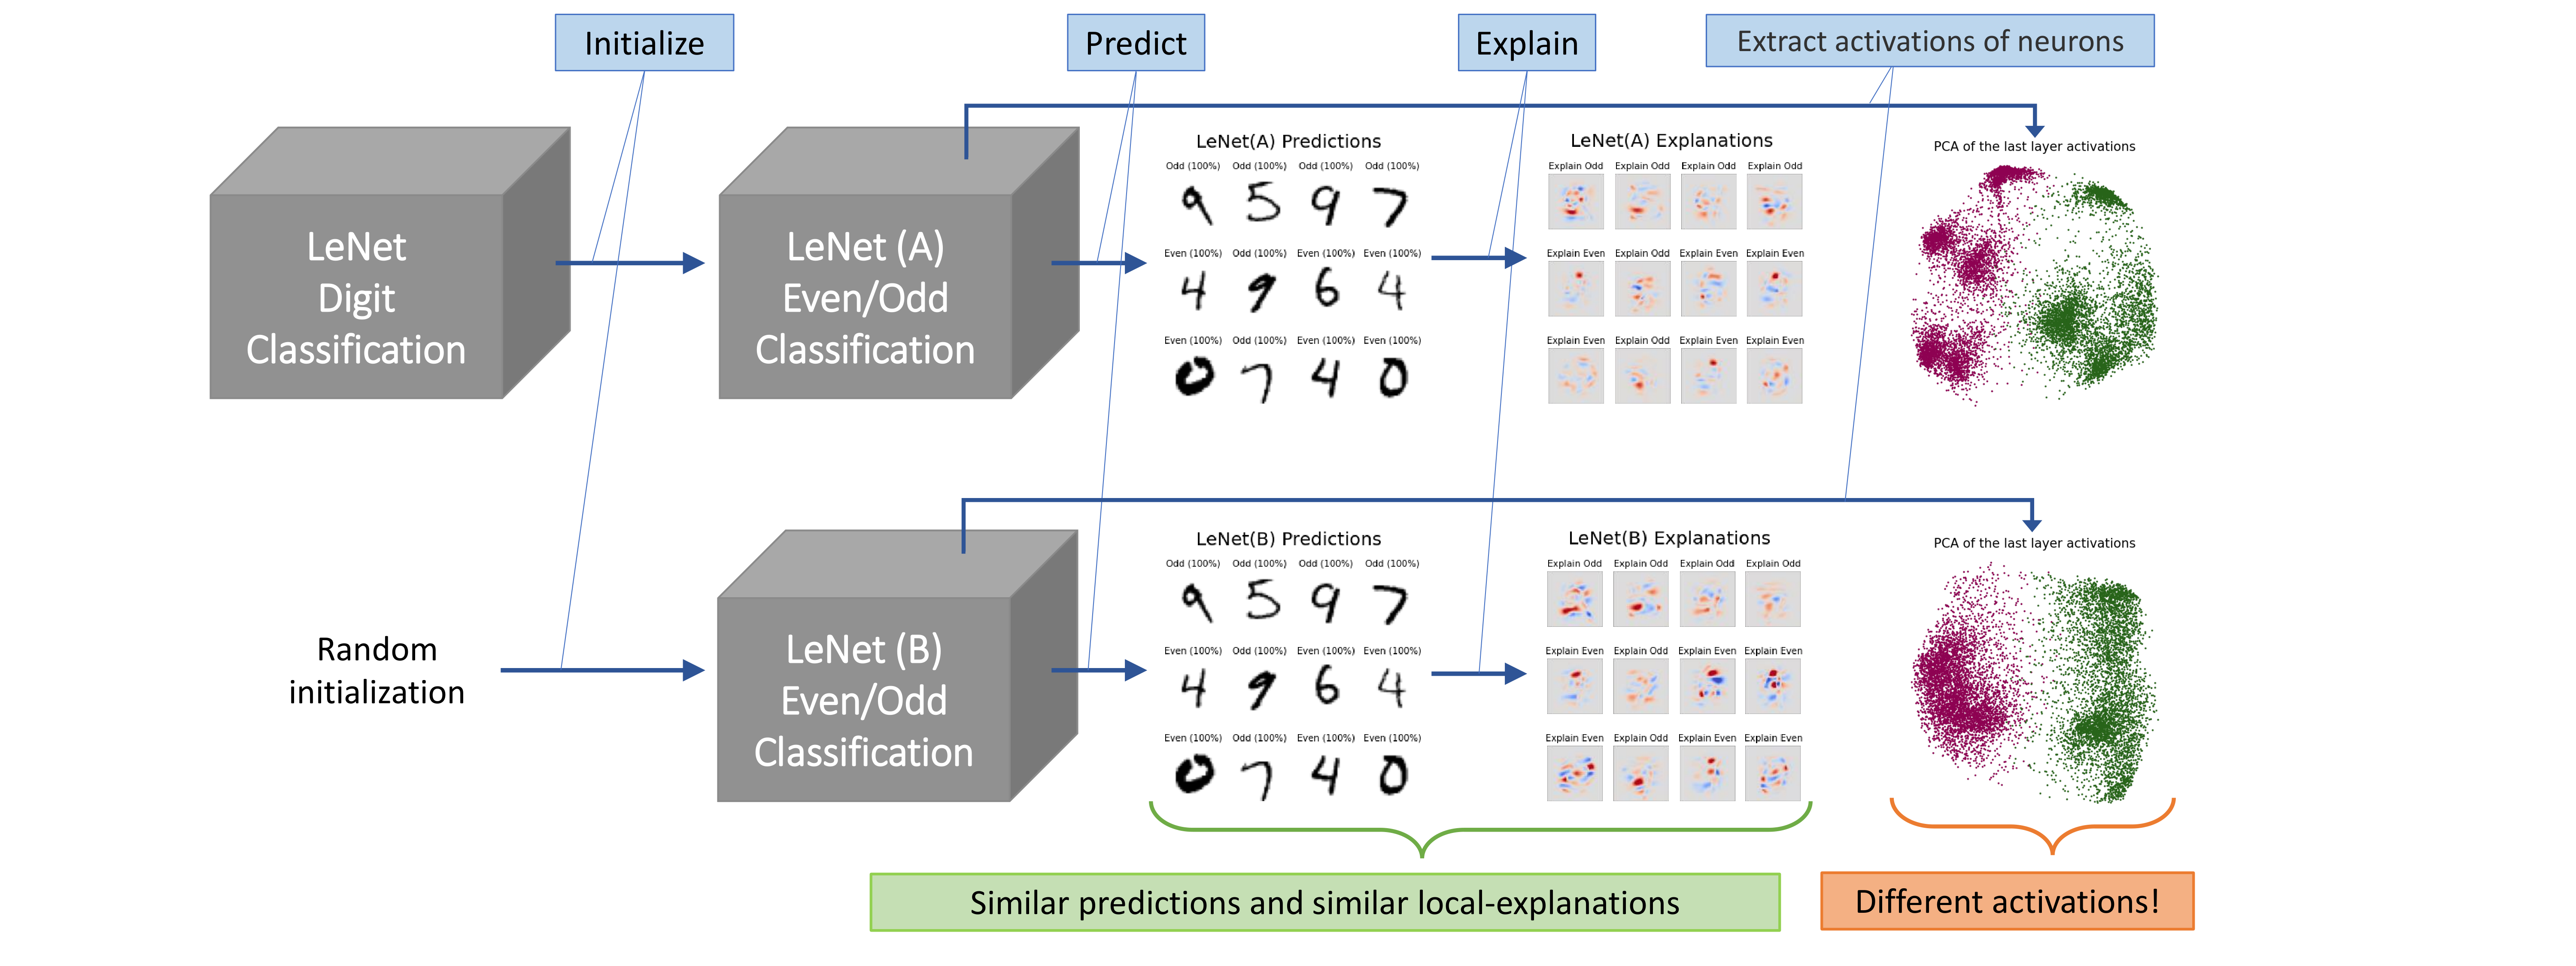 Initialize
Predict
Explain
Extract activations of neurons
LeNet
Digit
Classification
LeNet (A)
Even/Odd
Classification
LeNet(A) Predictions
Odd (100%) Odd (100%) Odd (100%) Odd (100%)
9 5 9 7
Even (100%) Odd (100%) Even (100%) Even (100%)
4 9 6 4
Even (100%) Odd (100%) Even (100%) Even (100%)
0 7 4 0
LeNet(A) Explanations
Explain Odd Explain Odd Explain Odd Explain Odd
Explain Even Explain Odd Explain Even Explain Even
Explain Even Explain Odd Explain Even Explain Even
PCA of the last layer activations
Random
initialization
LeNet (B)
Even/Odd
Classification
LeNet(B) Predictions
Odd (100%) Odd (100%) Odd (100%) Odd (100%)
9 5 9 7
Even (100%) Odd (100%) Even (100%) Even (100%)
4 9 6 4
Even (100%) Odd (100%) Even (100%) Even (100%)
0 7 4 0
LeNet(B) Explanations
Explain Odd Explain Odd Explain Odd Explain Odd
Explain Even Explain Odd Explain Even Explain Even
Explain Even Explain Odd Explain Even Explain Even
PCA of the last layer activations
Similar predictions and similar local-explanations
Different activations!